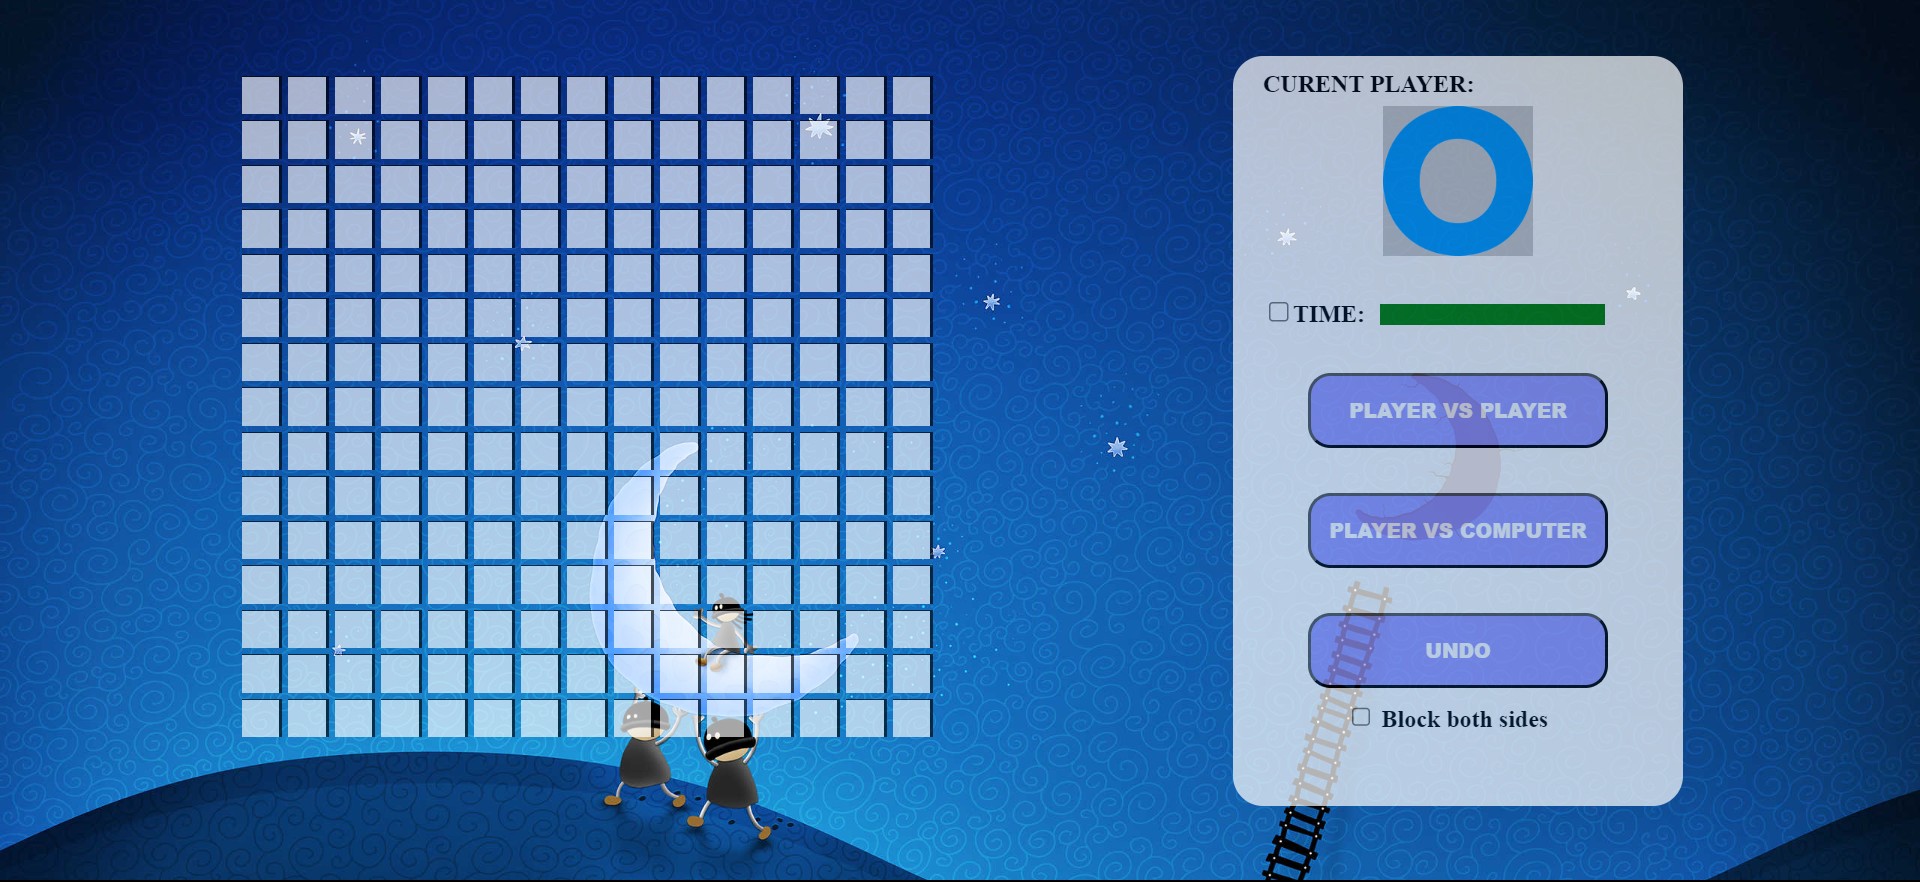 CURENT PLAYER:
O
TIME:
PLAYER VS PLAYER
PLAYER VS COMPUTER
UNDO
Block both sides